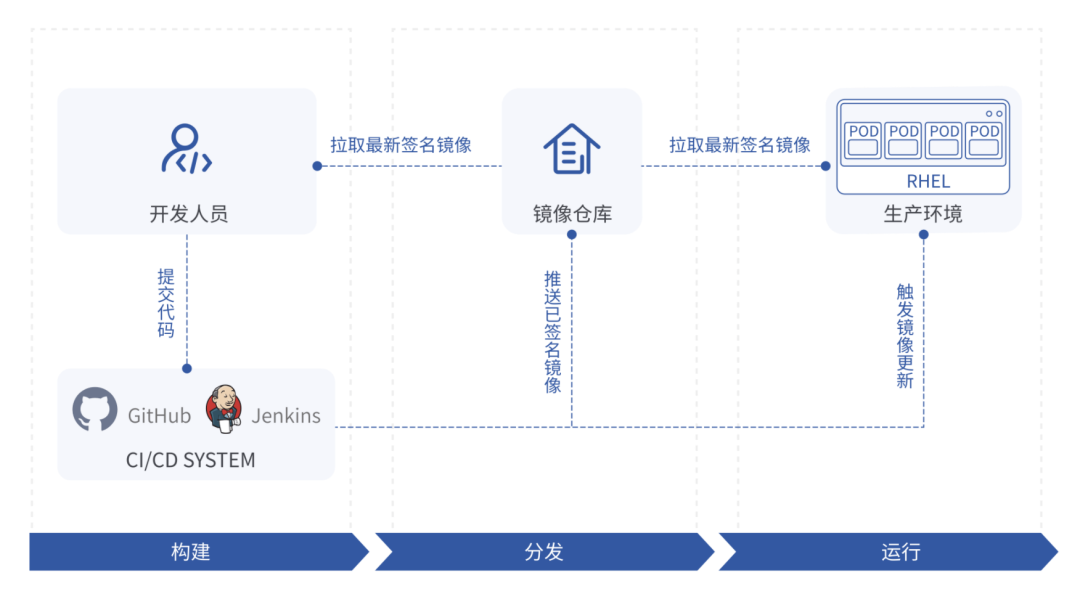 拉取最新签名镜像
拉取最新签名镜像
POD POD POD POD
RHEL
开发人员
镜像仓库
生产环境
提交代码
推送已签名镜像
触发镜像更新
GitHub
Jenkins
CI/CD SYSTEM
构建
分发
运行